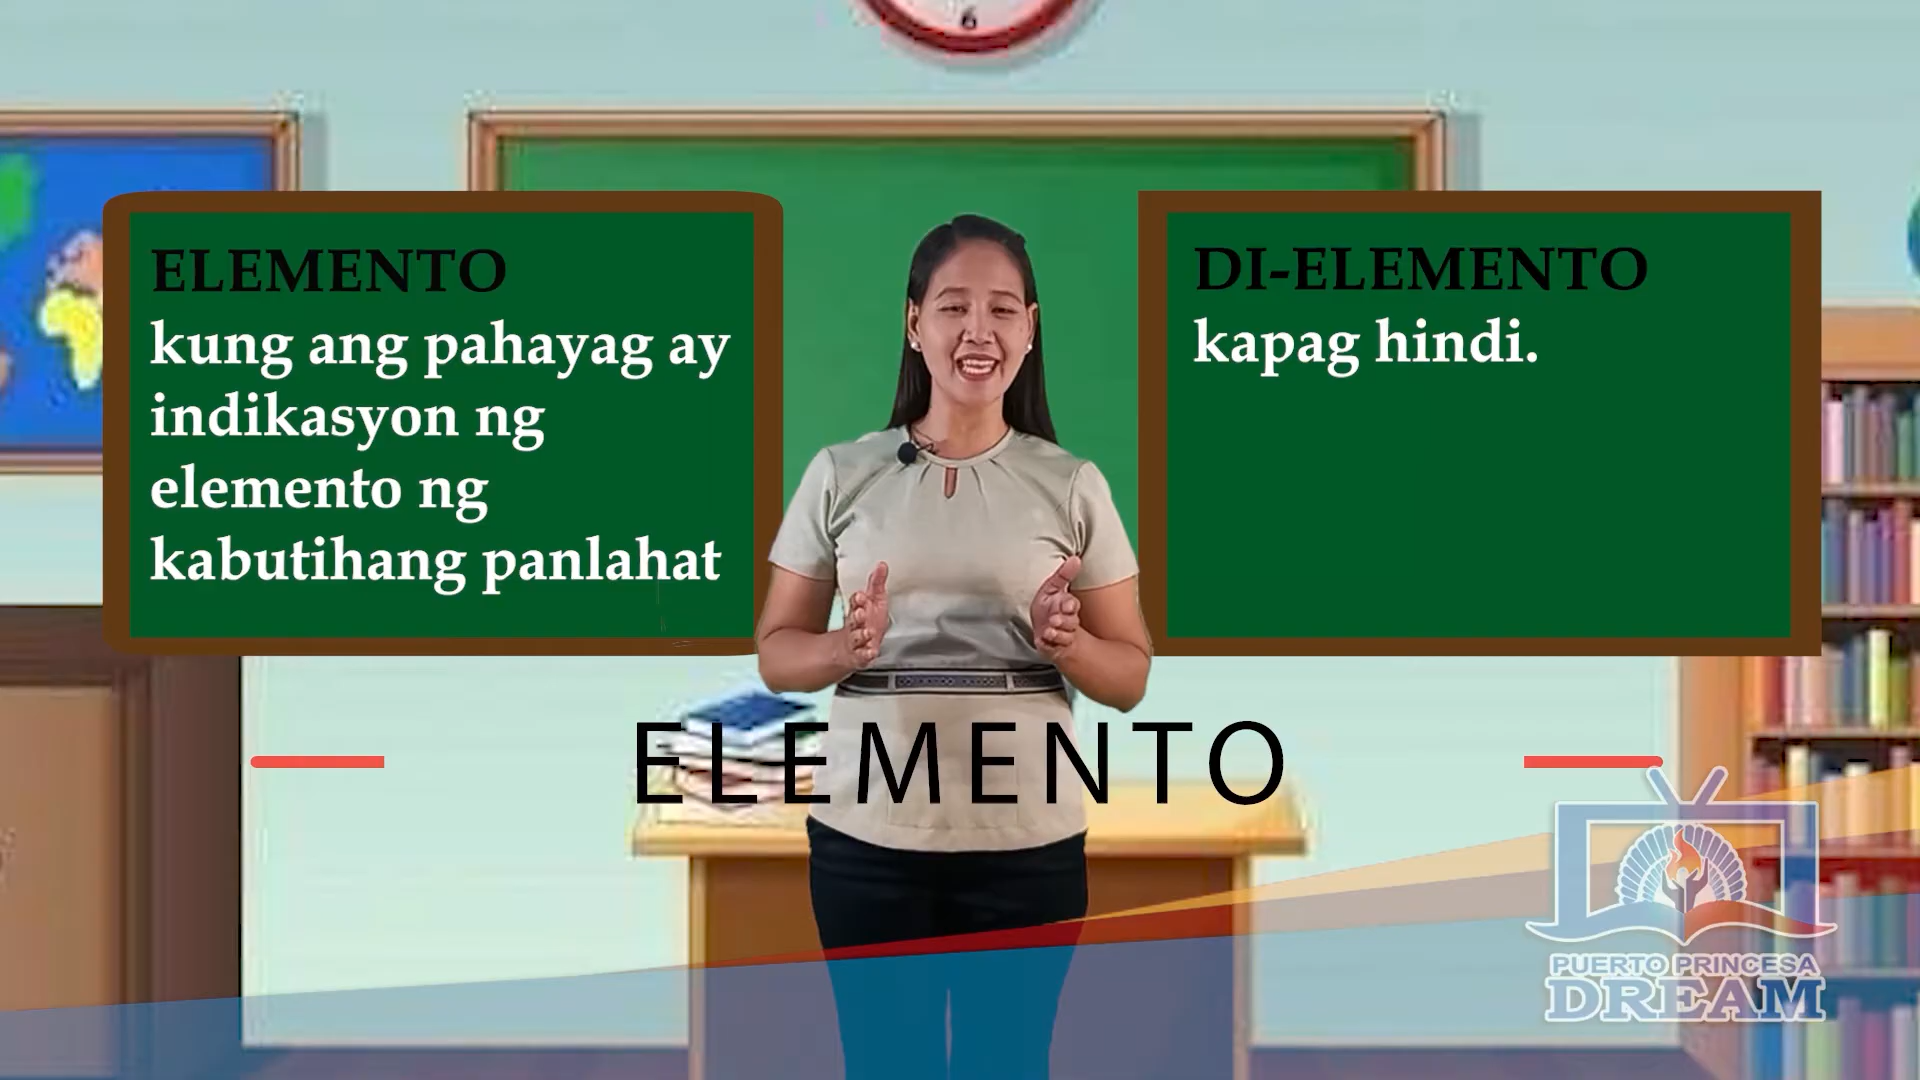 6
ELEMENTO
kung ang pahayag ay
indikasyon ng
elemento ng
kabutihang panlahat
DI-ELEMENTO
kapag hindi.
ELEMENTO
PUERTO PRINCESA
DREAM